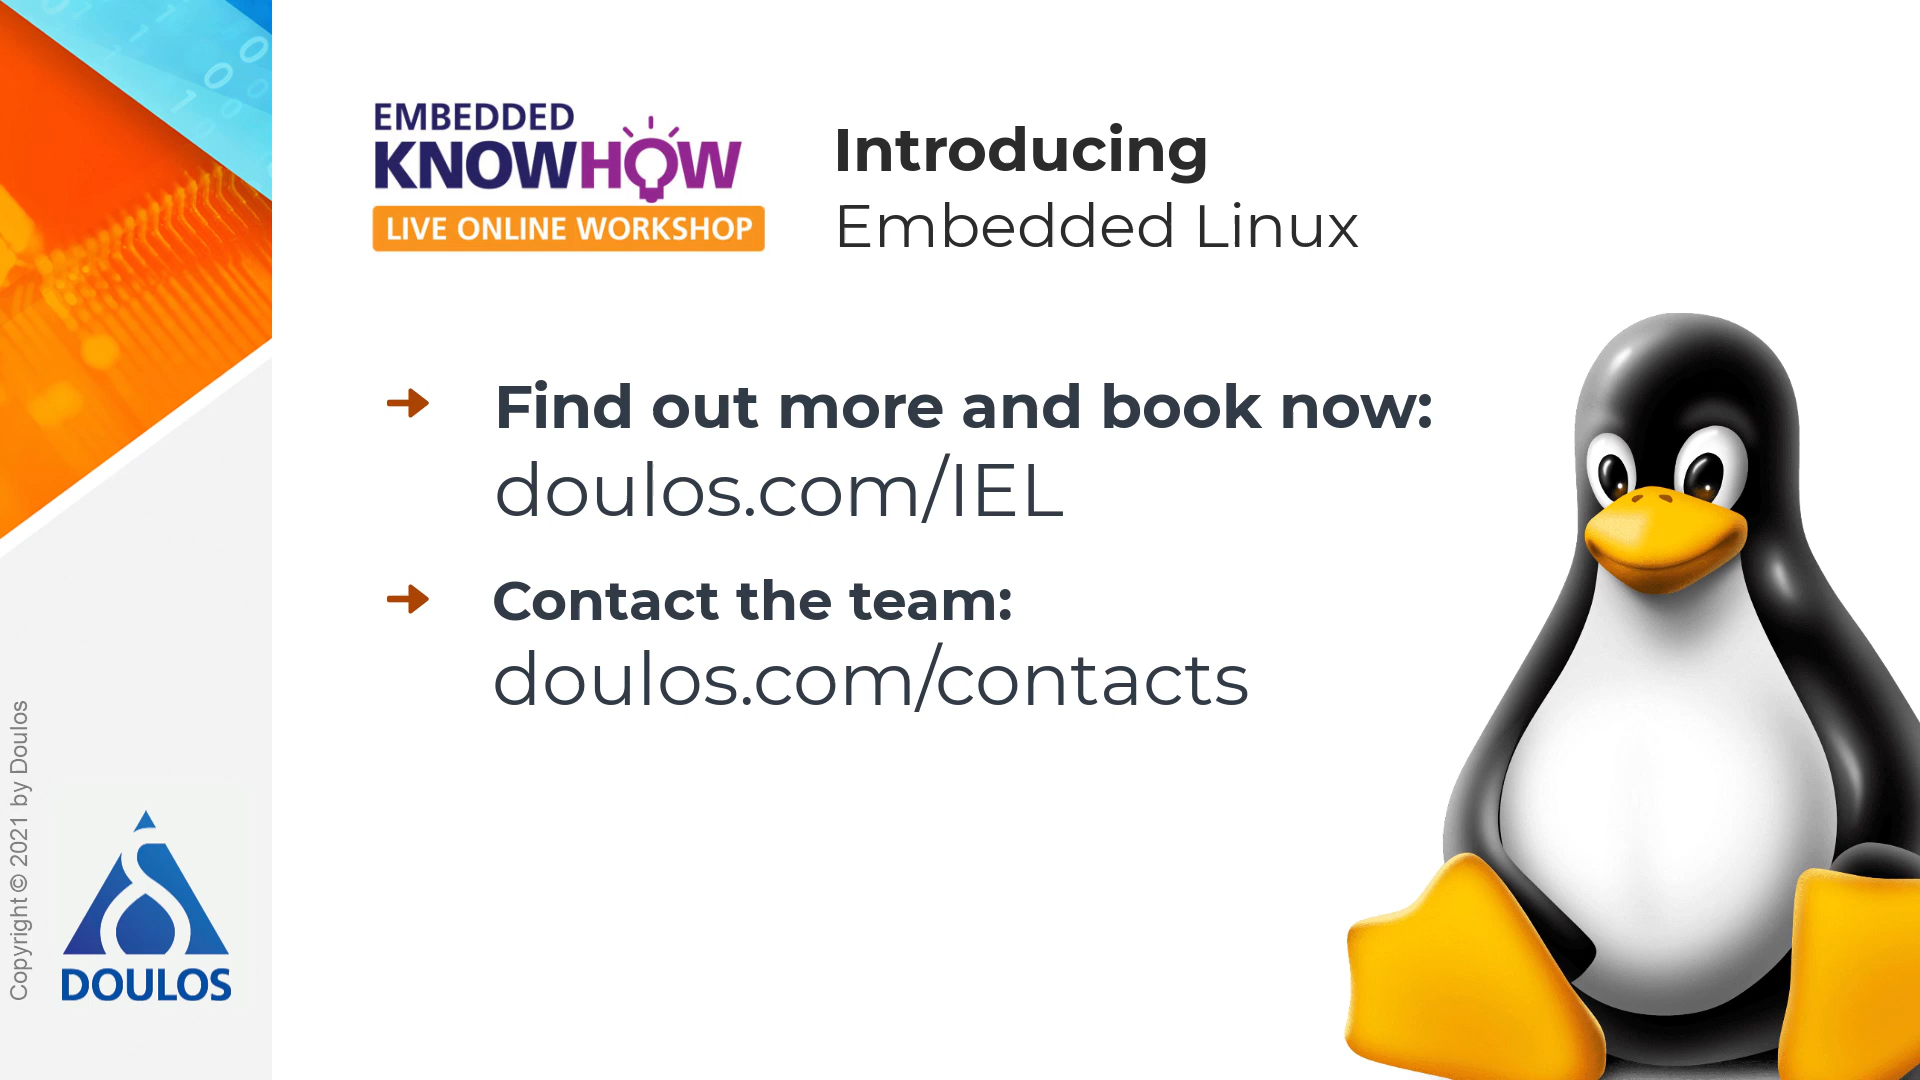 EMBEDDED
KNOWHOW
LIVE ONLINE WORKSHOP
Introducing
Embedded Linux
Find out more and book now:
doulos.com/IEL
Contact the team:
doulos.com/contacts
Copyright © 2021 by Doulos
DOULOS